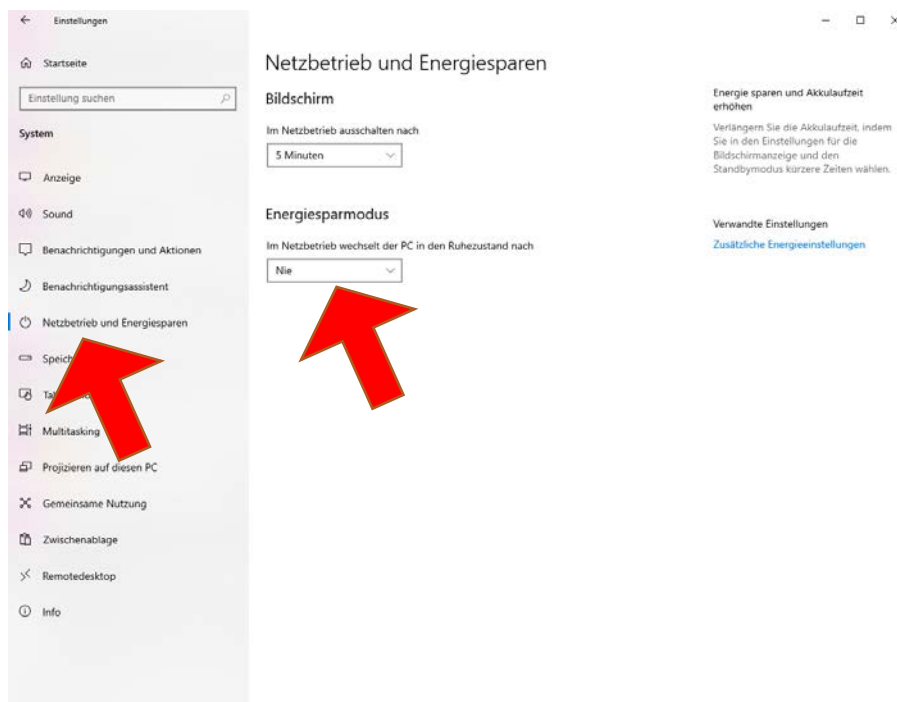 Einstellungen
Startseite
Einstellung suchen
System
Anzeige
Sound
Benachrichtigungen und Aktionen
Benachrichtigungsassistent
Netzbetrieb und Energiesparen
Multitasking
Projizieren auf diesen PC
Gemeinsame Nutzung
Zwischenablage
Remotedesktop
Info
Netzbetrieb und Energiesparen
Bildschirm
Im Netzbetrieb ausschalten nach
5 Minuten
Energiesparmodus
Im Netzbetrieb wechselt der PC in den Ruhezustand nach
Nie
Energie sparen und Akkulaufzeit
erhöhen
Verlängern Sie die Akkulaufzeit, indem
Sie in den Einstellungen für die
Bildschirmanzeige und den
Standbymodus kürzere Zeiten wählen.
Verwandte Einstellungen
Zusätzliche Energieeinstellungen